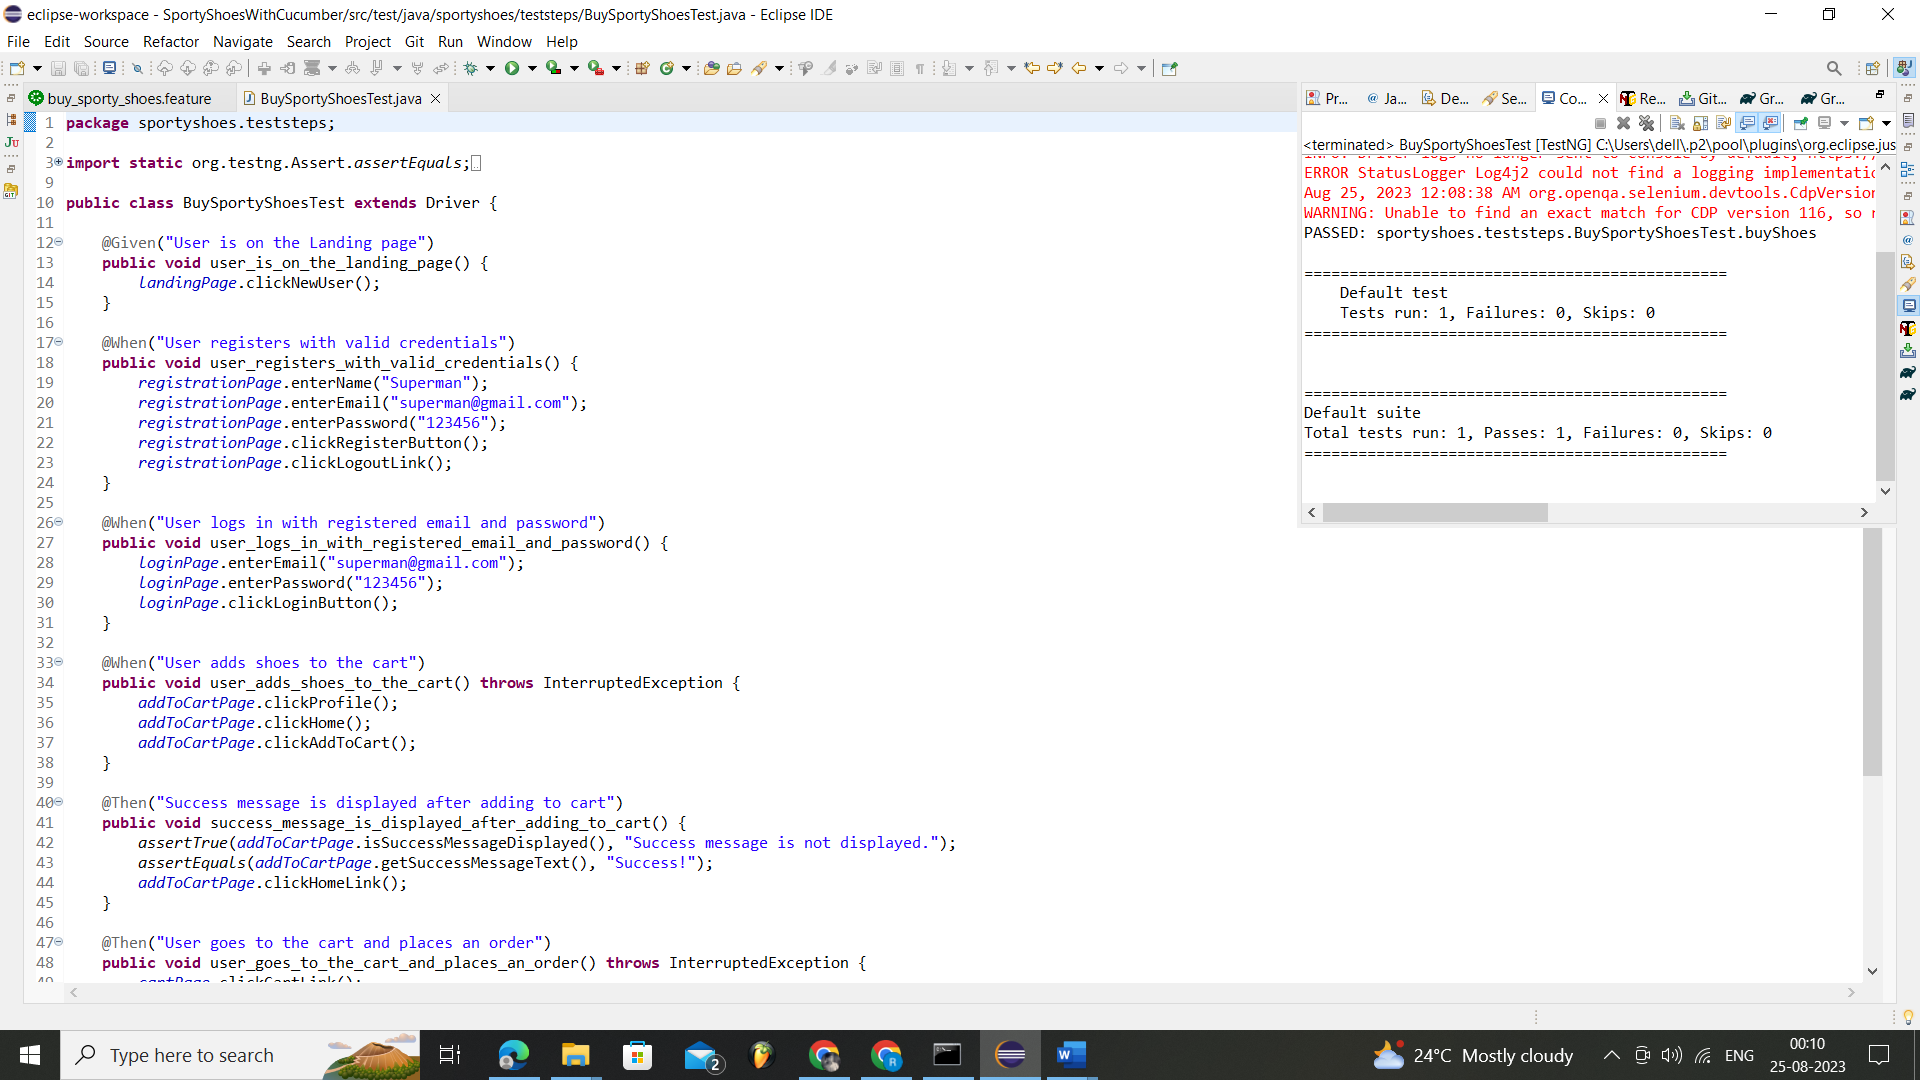 eclipse-workspace - SportyShoesWithCucumber/src/test/java/sportyshoes/teststeps/BuySportyShoesTest.java - Eclipse IDE
File Edit Source Refactor Navigate Search Project Git Run Window Help
buy_sporty_shoes.feature
BuySportyShoesTest.java
1 package sportyshoes.teststeps;
2
3 import static org.testng.Assert.assertEquals;
9
10 public class BuySportyShoesTest extends Driver {
11
12 @Given("User is on the Landing page")
13 public void user_is_on_the_landing_page() {
14 landingPage.clickNewUser();
15 }
16
17 @When("User registers with valid credentials")
18 public void user_registers_with_valid_credentials() {
19 registrationPage.enterName("Superman");
20 registrationPage.enterEmail("superman@gmail.com");
21 registrationPage.enterPassword("123456");
22 registrationPage.clickRegisterButton();
23 registrationPage.clickLogoutLink();
24 }
25
26 @When("User logs in with registered email and password")
27 public void user_logs_in_with_registered_email_and_password() {
28 loginPage.enterEmail("superman@gmail.com");
29 loginPage.enterPassword("123456");
30 loginPage.clickLoginButton();
31 }
32
33 @When("User adds shoes to the cart")
34 public void user_adds_shoes_to_the_cart() throws InterruptedException {
35 addToCartPage.clickProfile();
36 addToCartPage.clickHome();
37 addToCartPage.clickAddToCart();
38 }
39
40 @Then("Success message is displayed after adding to cart")
41 public void success_message_is_displayed_after_adding_to_cart() {
42 assertTrue(addToCartPage.isSuccessMessageDisplayed(), "Success message is not displayed.");
43 assertEquals(addToCartPage.getSuccessMessageText(), "Success!");
44 addToCartPage.clickHomeLink();
45 }
46
47 @Then("User goes to the cart and places an order")
48 public void user_goes_to_the_cart_and_places_an_order() throws InterruptedException {
Pr... Ja... De... Se... Co... Re... Git... Gr... Gr...
<terminated> BuySportyShoesTest [TestNG] C:\Users\dell\.p2\pool\plugins\org.eclipse.jus
ERROR StatusLogger Log4j2 could not find a logging implementatic
Aug 25, 2023 12:08:38 AM org.openqa.selenium.devtools.CdpVersion
WARNING: Unable to find an exact match for CDP version 116, so r
PASSED: sportyshoes.teststeps.BuySportyShoesTest.buyShoes
===============================================
Default test
Tests run: 1, Failures: 0, Skips: 0
===============================================
===============================================
Default suite
Total tests run: 1, Passes: 1, Failures: 0, Skips: 0
===============================================
Type here to search
2
24°C Mostly cloudy
ENG
00:10
25-08-2023